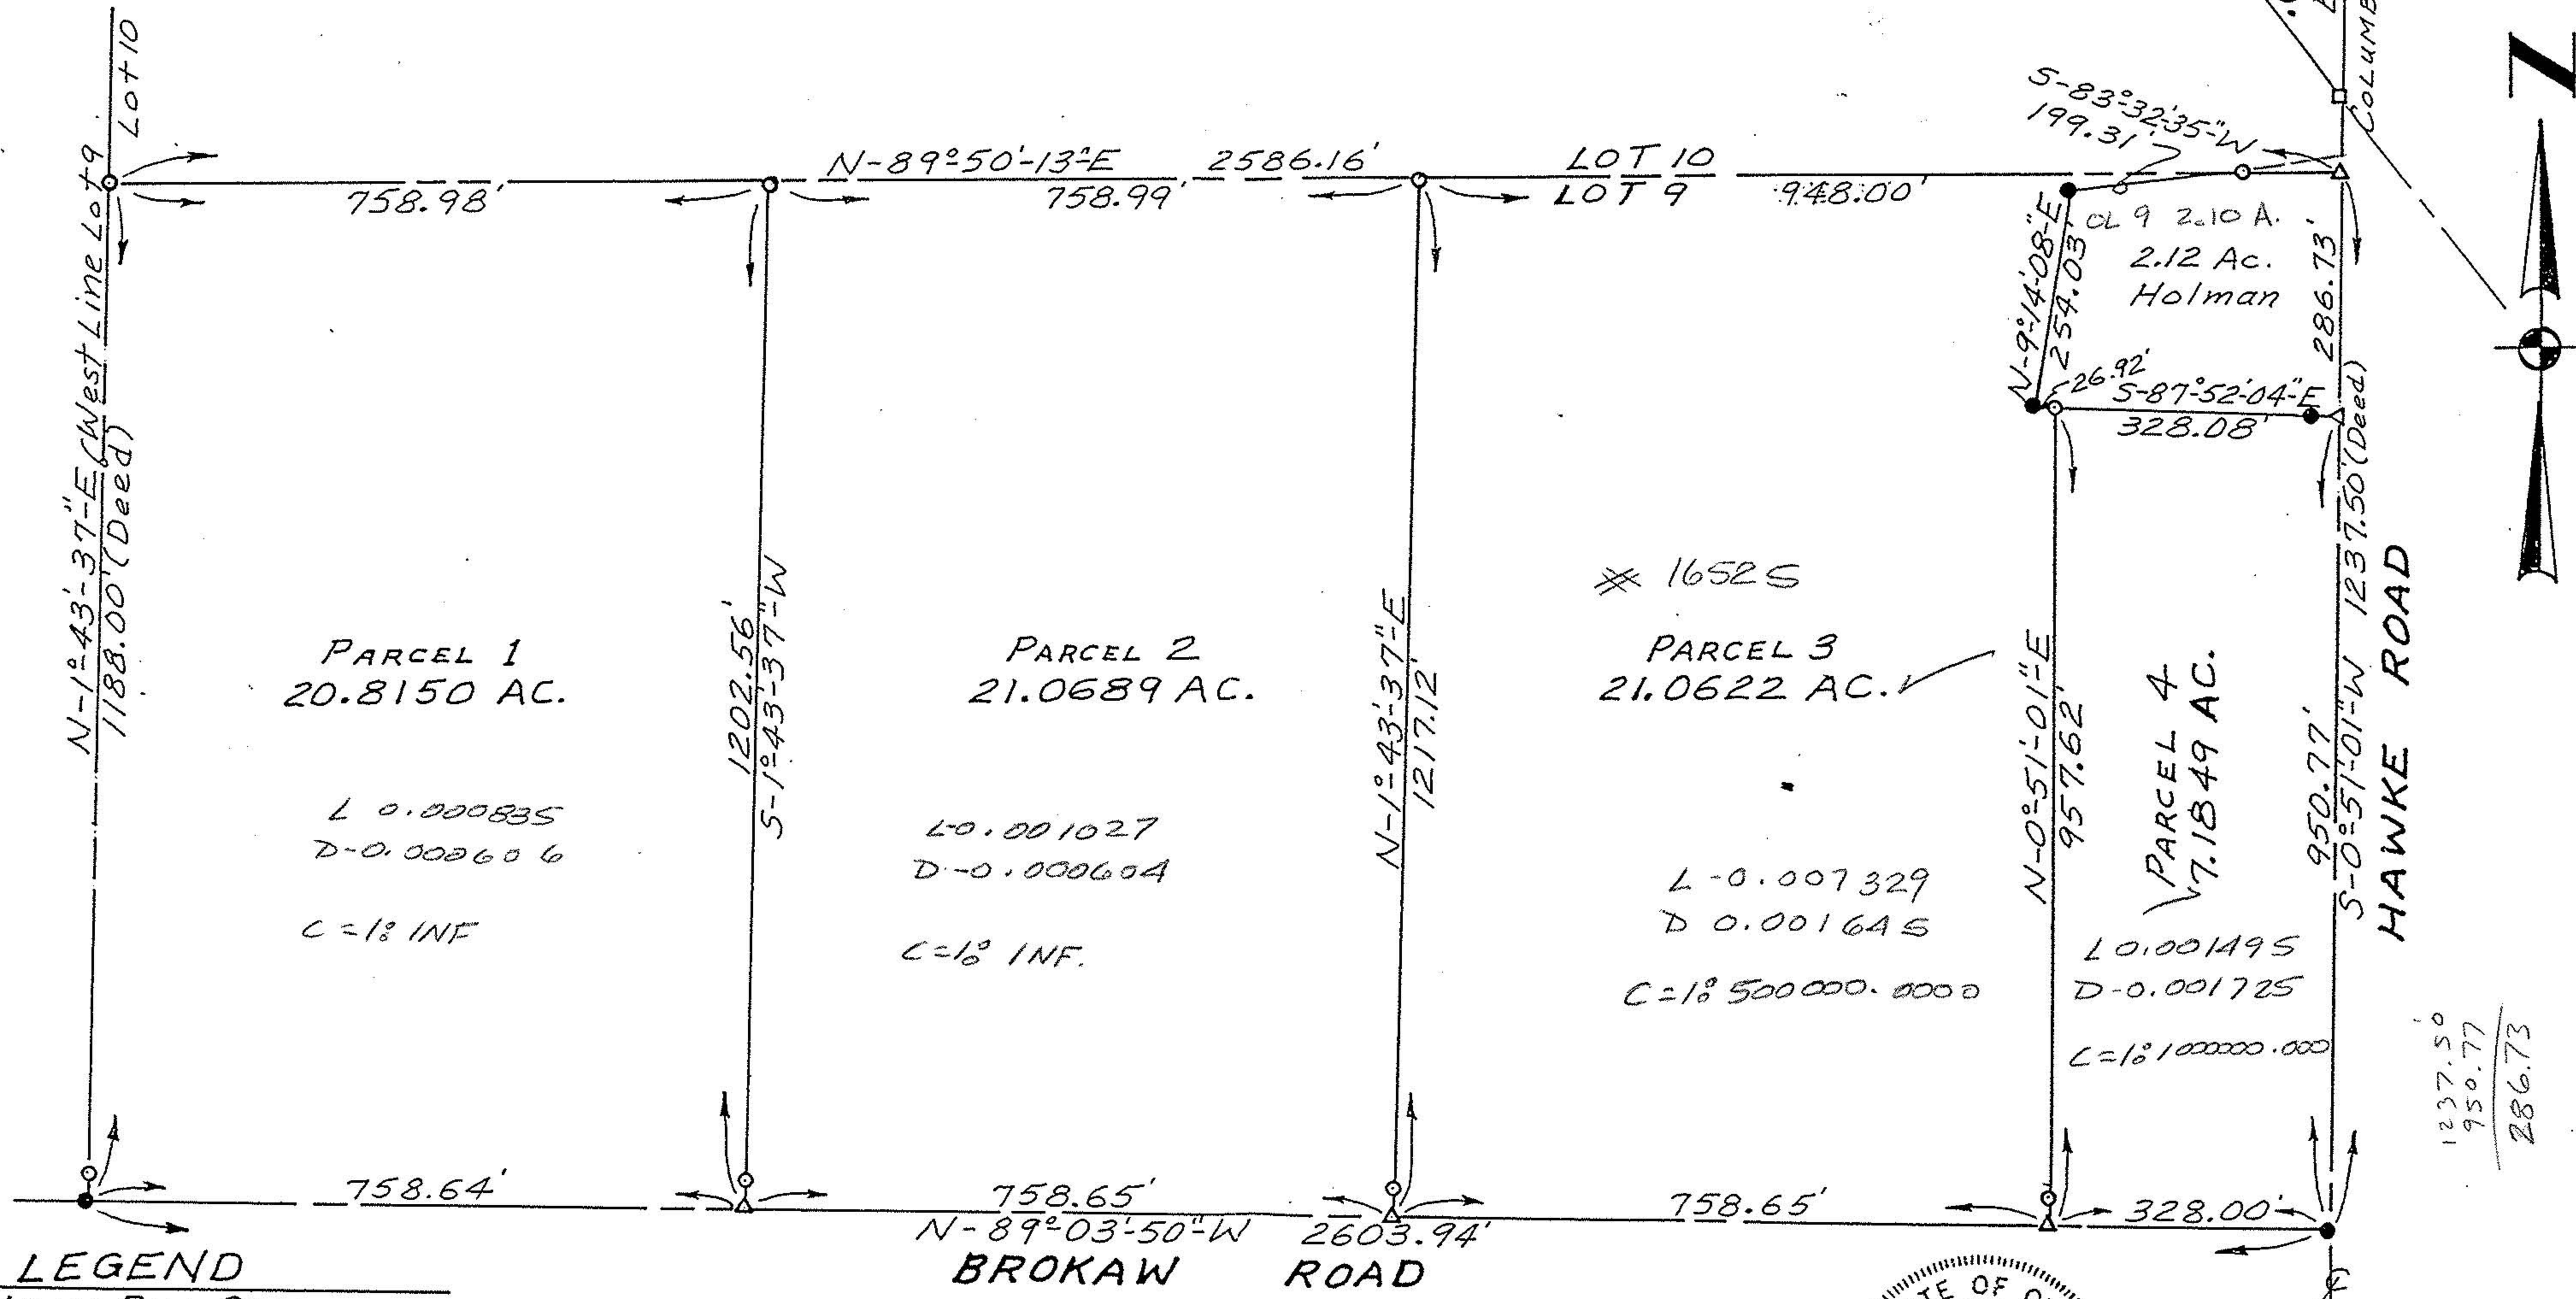 Lot 10
N-1°-43'-37"-E (West Line Lot 9
1188.00' (Deed)
N-89°-50'-13"-E 2586.16'
758.98'
758.99'
LOT 10
LOT 9
948.00'
S-83°-32'-35"-W
199.31'
COLUMB
Z
OL 9 2.10 A.
2.12 Ac.
Holman
N-9°-14'-08"-E
254.03'
286.73'
26.92'
S-87°-52'-04"-E
328.08'
1202.56'
S-1°-43'-37"-W
N-1°-43'-37"-E
1217.12'
N-0°-51'-01"-E
957.62'
950.77'
S-0°-51'-01"-W 1237.50' (Deed)
HAWKE ROAD
16525
PARCEL 1
20.8150 AC.
PARCEL 2
21.0689 AC.
PARCEL 3
21.0622 AC.
PARCEL 4
7.1849 AC.
L 0.000835
D-0.000606
C=1: INF
L-0.001027
D-0.000604
C=1: INF.
L-0.007329
D 0.001645
C=1: 500000.0000
L 0.001495
D-0.001725
C=1: 100000.000
1237.50
950.77
286.73
758.64'
758.65'
758.65'
328.00'
N-89°-03'-50"-W 2603.94'
BROKAW ROAD
LEGEND
TE OF O